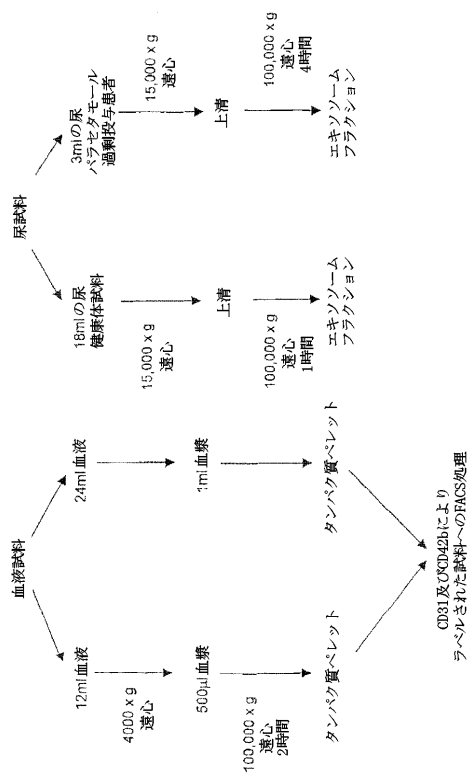 血液試料
12ml血液
4000 x g
遠心
500µl血漿
100,000 x g
遠心
2時間
タンパク質ペレット
24ml血液
1ml血漿
タンパク質ペレット
CD31及びCD42bにより
ラベルされた試料へのFACS処理
尿試料
18mlの尿
健康体試料
15,000 x g
遠心
上清
100,000 x g
遠心
1時間
エキソソーム
フラクション
3mlの尿
パラセタモール
過剰投与患者
15,000 x g
遠心
上清
100,000 x g
遠心
4時間
エキソソーム
フラクション